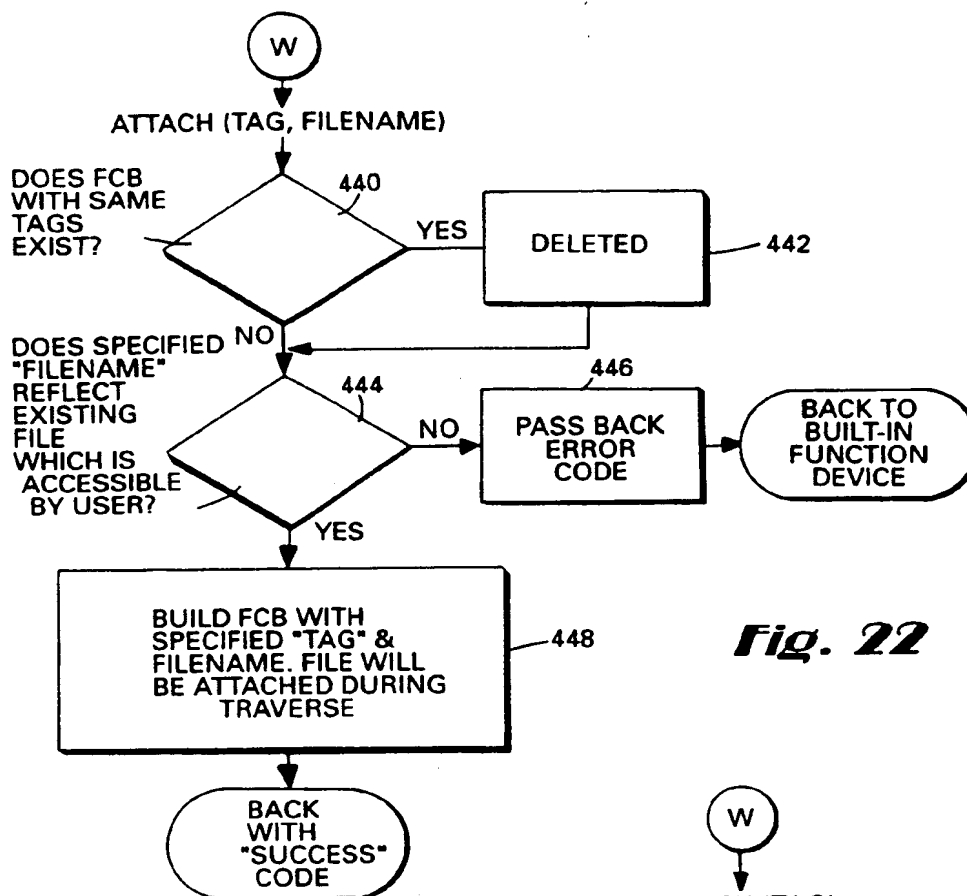 W
ATTACH (TAG, FILENAME)
DOES FCB
WITH SAME
TAGS
EXIST?
440
YES
DELETED
442
NO
DOES SPECIFIED
"FILENAME"
REFLECT
EXISTING
FILE
WHICH IS
ACCESSIBLE
BY USER?
444
NO
446
PASS BACK
ERROR
CODE
BACK TO
BUILT-IN
FUNCTION
DEVICE
YES
BUILD FCB WITH
SPECIFIED "TAG" &
FILENAME. FILE WILL
BE ATTACHED DURING
TRAVERSE
448
Fig. 22
BACK
WITH
"SUCCESS"
CODE
W